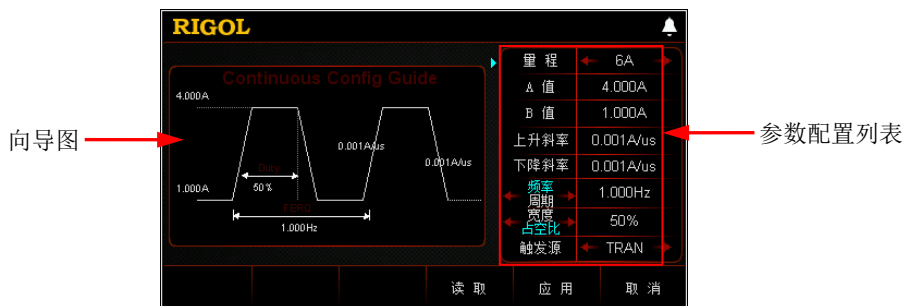 RIGOL
Continuous Config Guide
4.000A
0.001A/us
0.001A/us
Duty
50%
1.000A
PERO
1.000Hz
向导图
量 程 6A
A 值 4.000A
B 值 1.000A
上升斜率 0.001A/us
下降斜率 0.001A/us
频率
周期
1.000Hz
宽度
占空比
50%
触发源 TRAN
参数配置列表
读 取 应 用 取 消